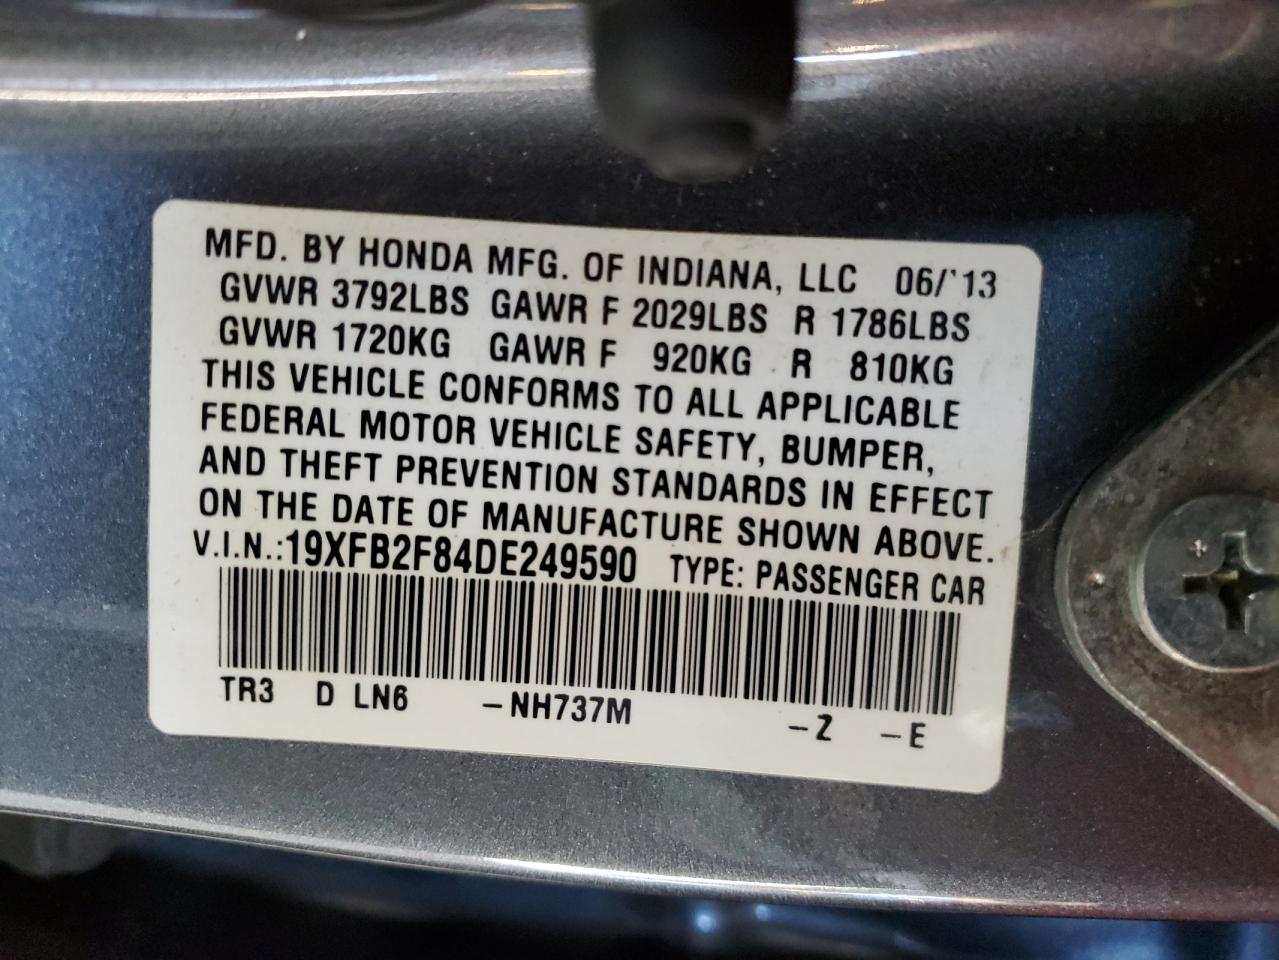 MFD. BY HONDA MFG. OF INDIANA, LLC 06/'13
GVWR 3792LBS GAWR F 2029LBS R 1786LBS
GVWR 1720KG GAWR F 920KG R 810KG
THIS VEHICLE CONFORMS TO ALL APPLICABLE
FEDERAL MOTOR VEHICLE SAFETY, BUMPER,
AND THEFT PREVENTION STANDARDS IN EFFECT
ON THE DATE OF MANUFACTURE SHOWN ABOVE.
V.I.N.:19XFB2F84DE249590 TYPE: PASSENGER CAR
TR3 D LN6 –NH737M –Z –E